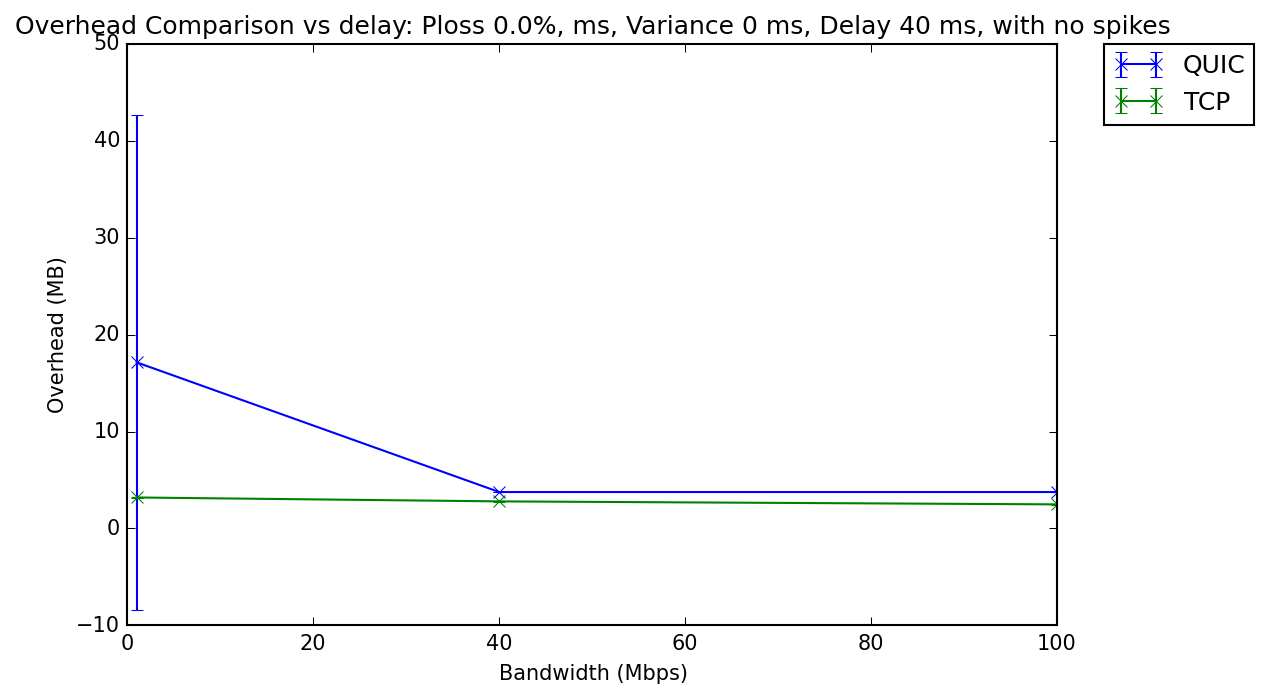 Overhead Comparison vs delay: Ploss 0.0%, ms, Variance 0 ms, Delay 40 ms, with no spikes
QUIC
TCP
50
40
30
20
10
0
−10
Overhead (MB)
0 20 40 60 80 100
Bandwidth (Mbps)